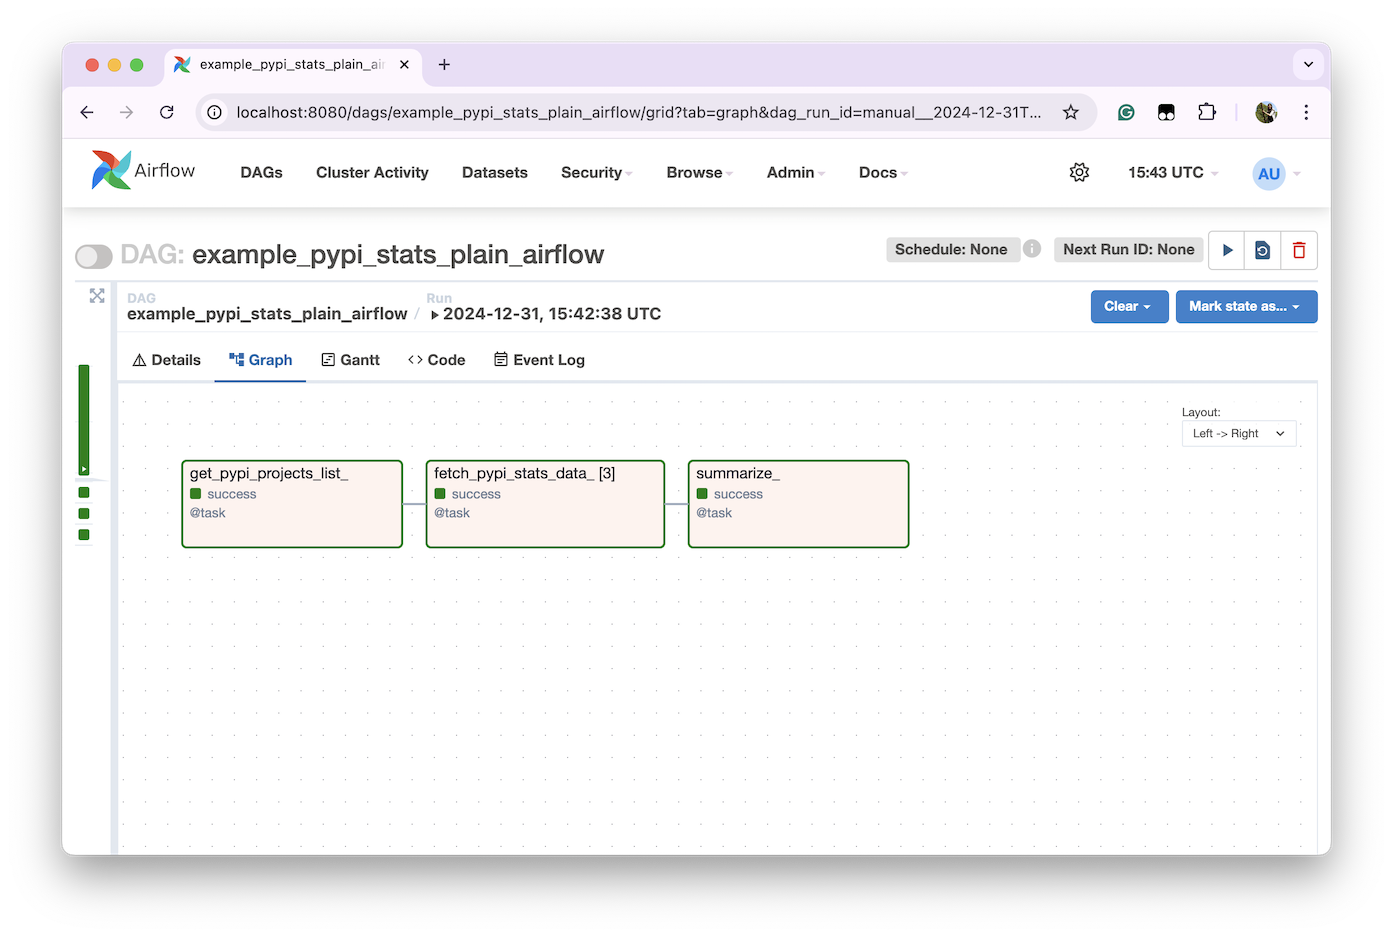 example_pypi_stats_plain_air
localhost:8080/dags/example_pypi_stats_plain_airflow/grid?tab=graph&dag_run_id=manual__2024-12-31T...
Airflow DAGs Cluster Activity Datasets Security Browse Admin Docs 15:43 UTC AU
DAG: example_pypi_stats_plain_airflow Schedule: None Next Run ID: None
DAG Run
example_pypi_stats_plain_airflow / 2024-12-31, 15:42:38 UTC Clear Mark state as...
Details Graph Gantt Code Event Log
Layout:
Left -> Right
get_pypi_projects_list_ fetch_pypi_stats_data_ [3] summarize_
success success success
@task @task @task